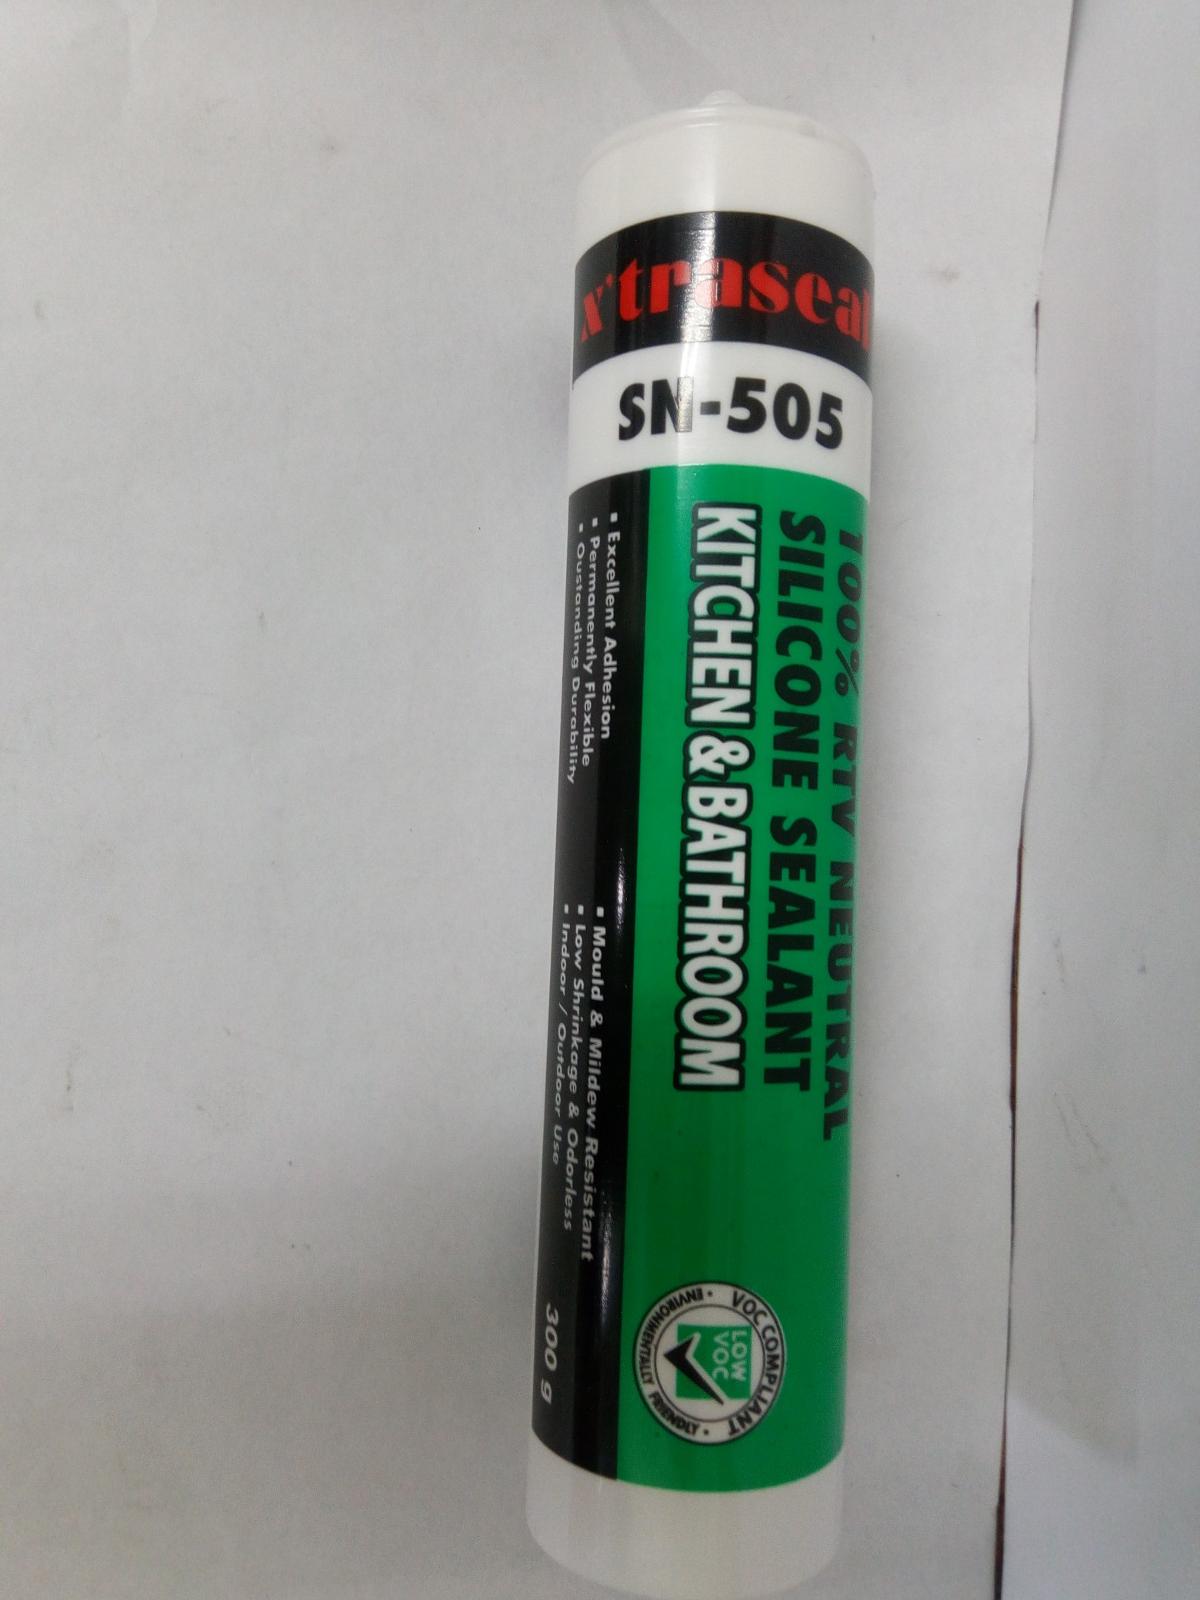 x'traseal
SN-505
100% RTV NEUTRAL
SILICONE SEALANT
KITCHEN & BATHROOM
▪ Excellent Adhesion
▪ Permanently Flexible
▪ Oustanding Durability
▪ Mould & Mildew Resistant
▪ Low Shrinkage & Odorless
▪ Indoor / Outdoor Use
300 g
VOC COMPLIANT
• ENVIRONMENTALLY FRIENDLY •
LOW
VOC